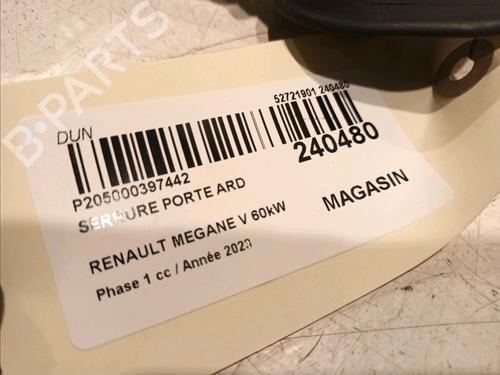 B-PARTS
DUN
52721901 240480
P205000397442
240480
SERRURE PORTE ARD
RENAULT MEGANE V 60kW
MAGASIN
Phase 1 cc / Année 2020